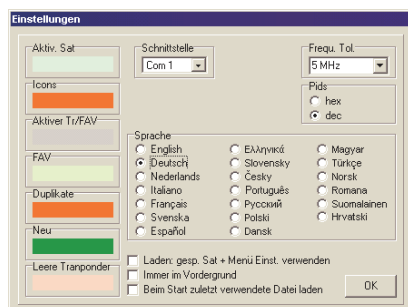 Einstellungen
Aktiv. Sat
Schnittstelle
Com 1
Frequ. Tol.
5 MHz
Icons
Pids
hex
dec
Aktiver Tr/FAV
FAV
Duplikate
Neu
Leere Tranponder
Sprache
English
Deutsch
Nederlands
Italiano
Français
Svenska
Español
Ελληνικά
Slovensky
Česky
Português
Русский
Polski
Dansk
Magyar
Türkçe
Norsk
Romana
Suomalainen
Hrvatski
Laden: gesp. Sat + Menü Einst. verwenden
Immer im Vordergrund
Beim Start zuletzt verwendete Datei laden
OK